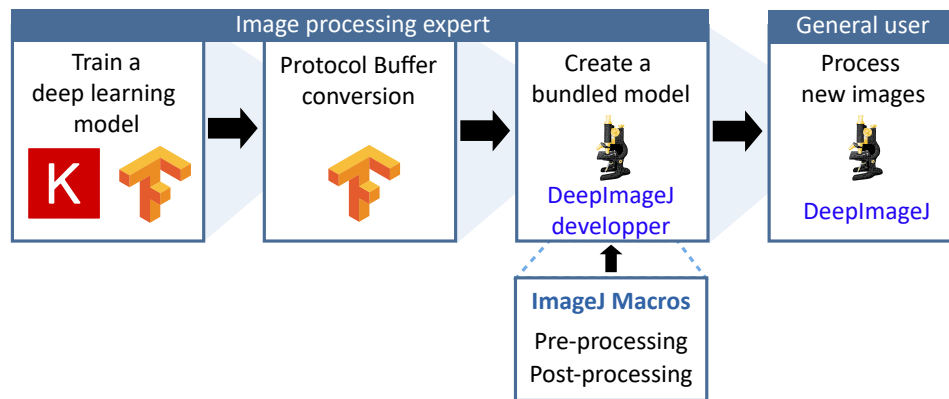 Image processing expert
General user
Train a
deep learning
model
K
Protocol Buffer
conversion
Create a
bundled model
DeepImageJ
developper
Process
new images
DeepImageJ
ImageJ Macros
Pre-processing
Post-processing